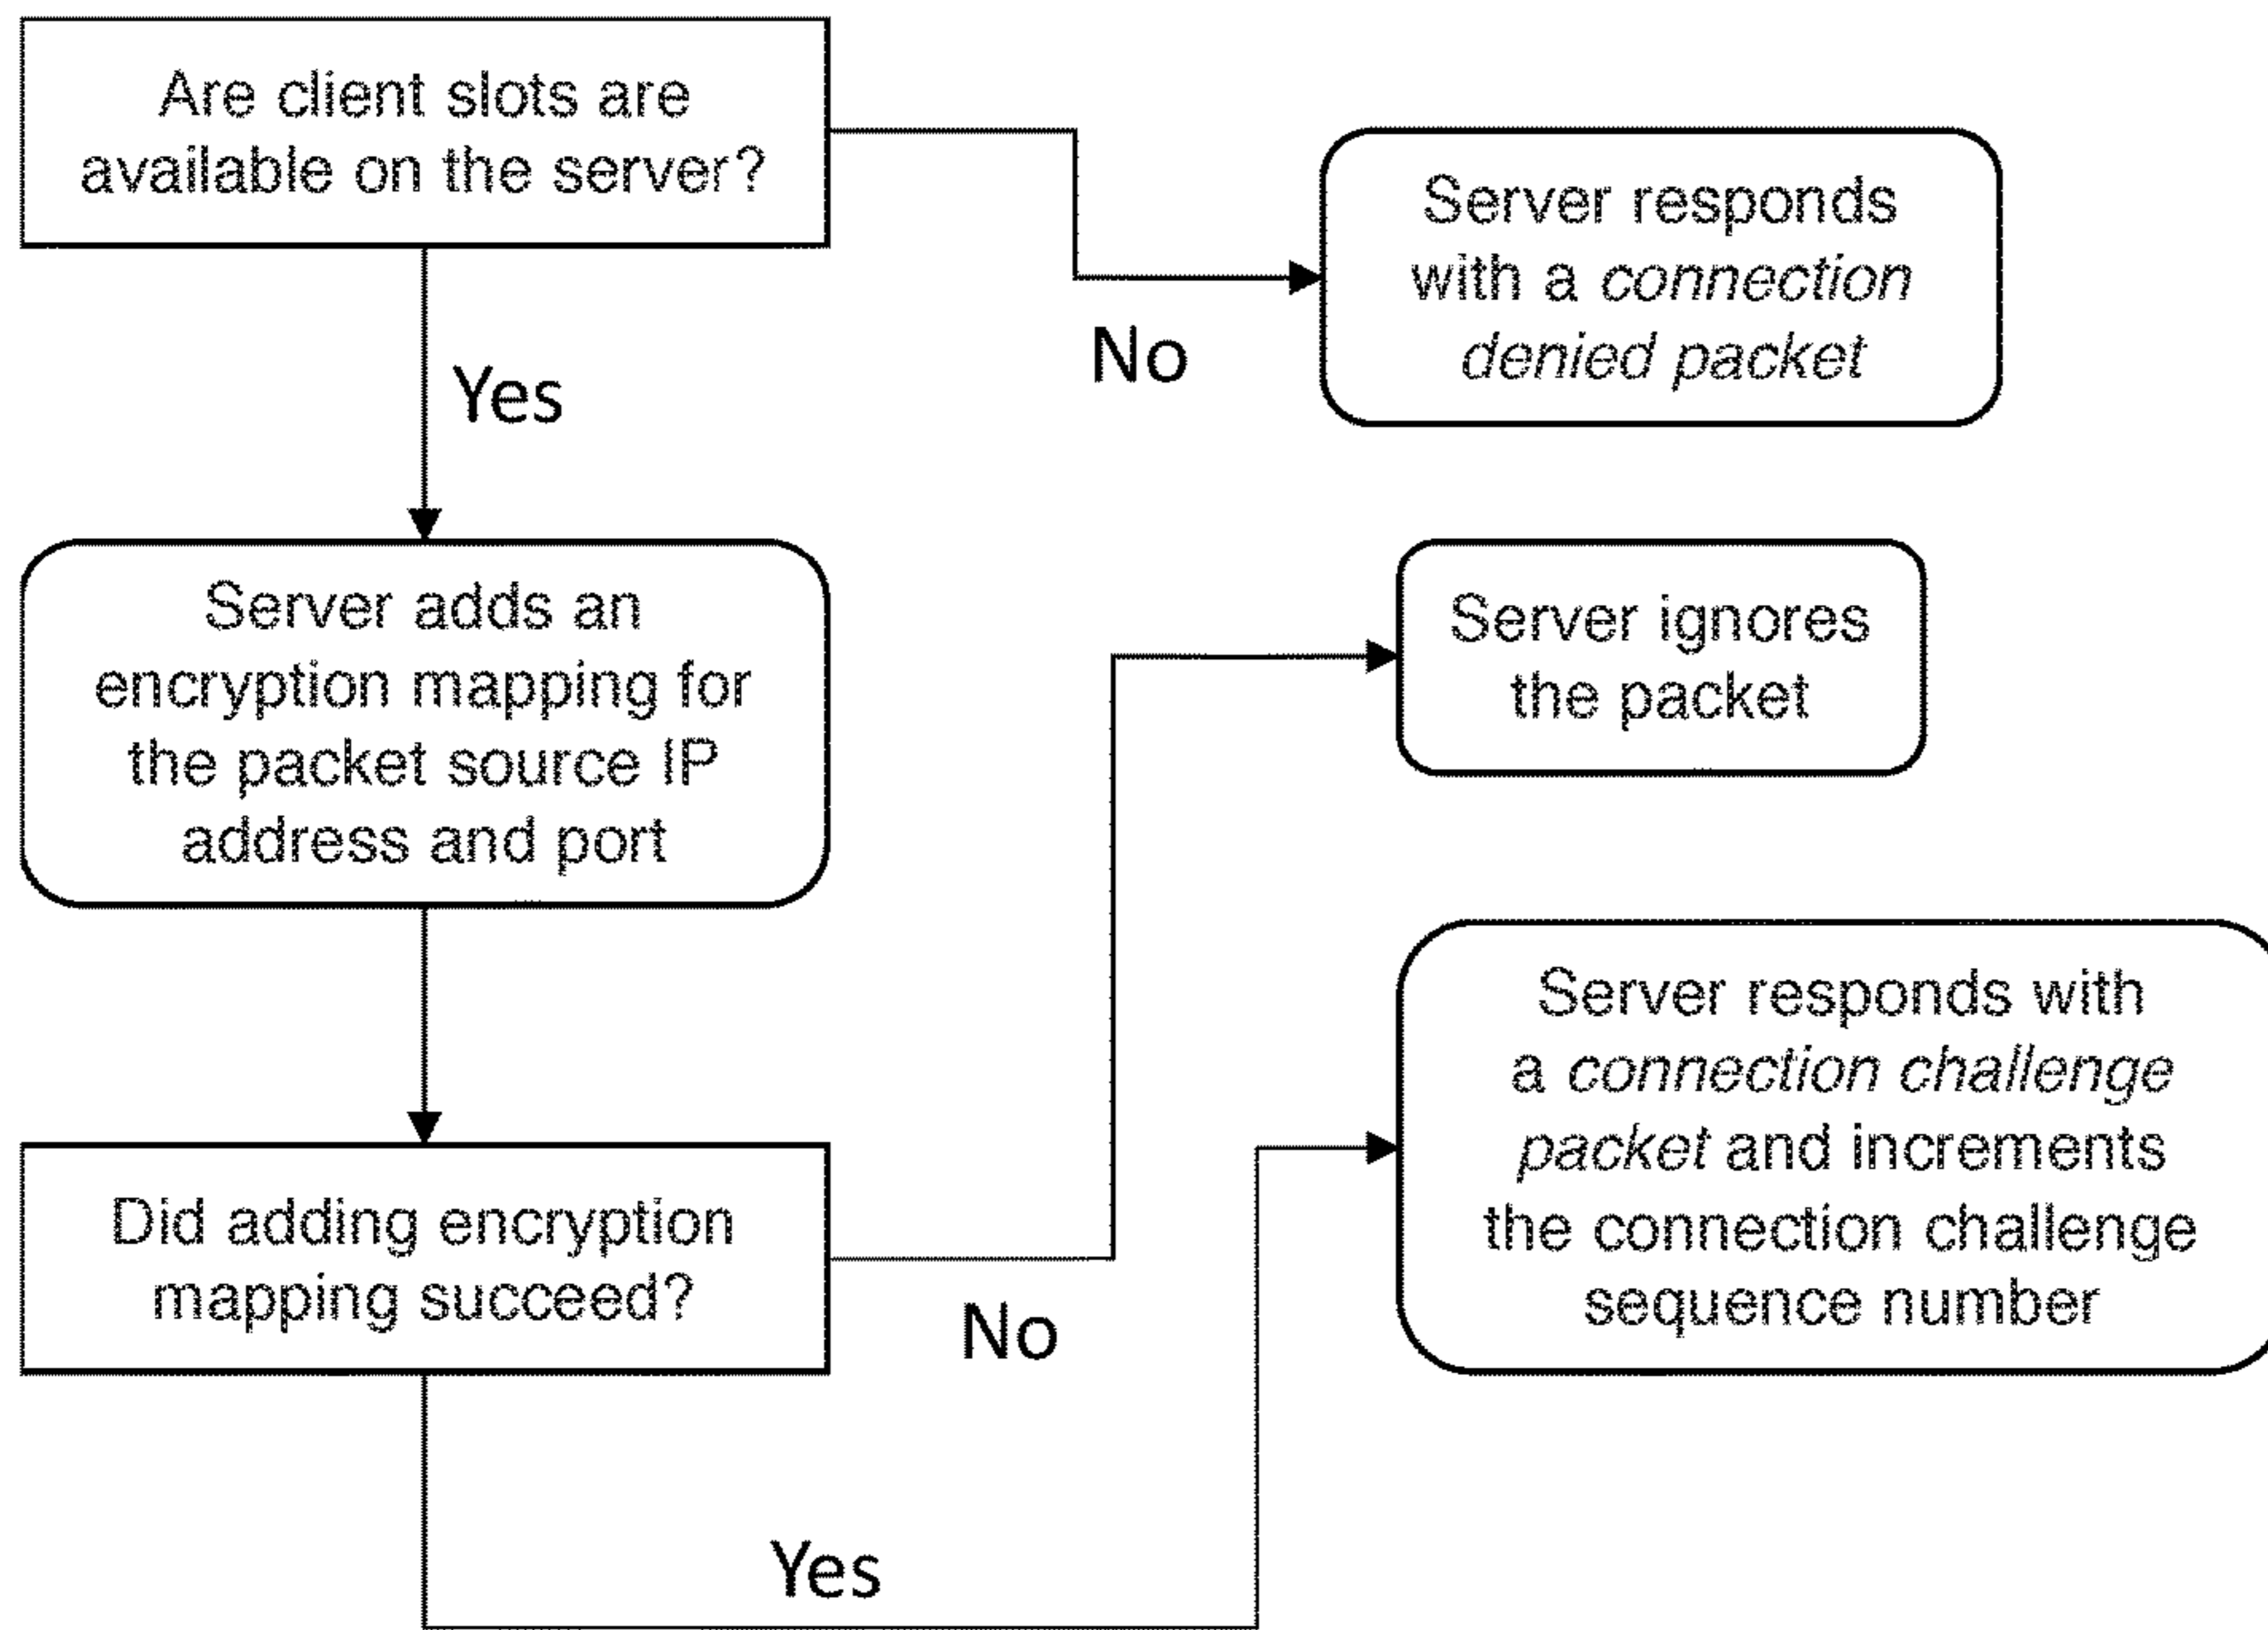 Are client slots are
available on the server?
No
Server responds
with a connection
denied packet
Yes
Server adds an
encryption mapping for
the packet source IP
address and port
Server ignores
the packet
Did adding encryption
mapping succeed?
No
Yes
Server responds with
a connection challenge
packet and increments
the connection challenge
sequence number